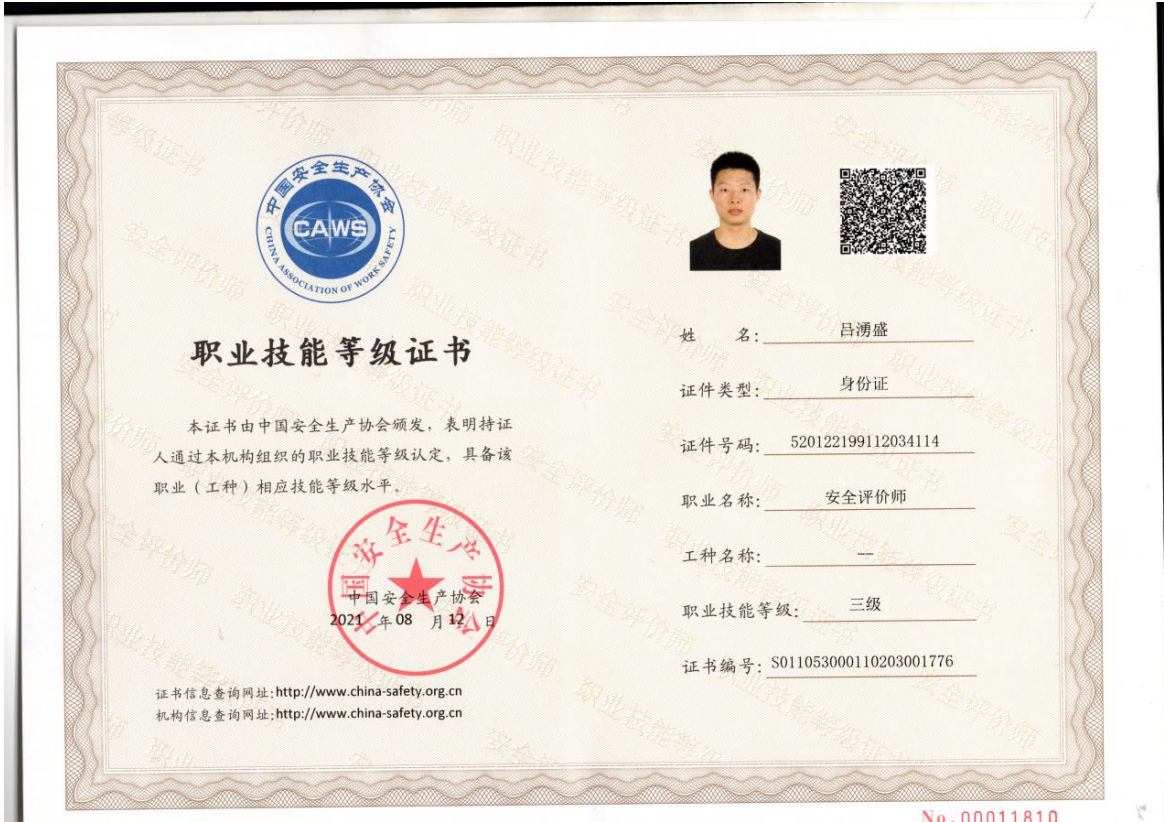 中国安全生产协会
CAWS
CHINA ASSOCIATION OF WORK SAFETY
职业技能等级证书
本证书由中国安全生产协会颁发，表明持证
人通过本机构组织的职业技能等级认定，具备该
职业（工种）相应技能等级水平。
中国安全生产协会
中国安全生产协会
2021 年 08 月 12 日
证书信息查询网址:http://www.china-safety.org.cn
机构信息查询网址:http://www.china-safety.org.cn
姓 名: 吕湧盛
证件类型: 身份证
证件号码: 520122199112034114
职业名称: 安全评价师
工种名称: --
职业技能等级: 三级
证书编号: S011053000110203001776
No.00011810